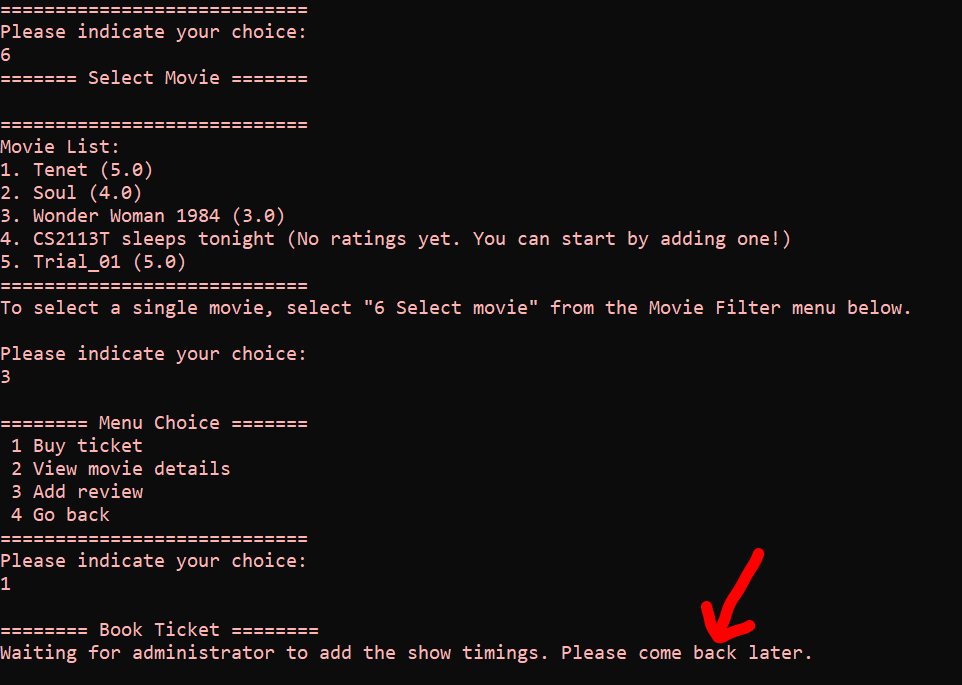 ============================
Please indicate your choice:
6
======= Select Movie =======
============================
Movie List:
1. Tenet (5.0)
2. Soul (4.0)
3. Wonder Woman 1984 (3.0)
4. CS2113T sleeps tonight (No ratings yet. You can start by adding one!)
5. Trial_01 (5.0)
============================
To select a single movie, select "6 Select movie" from the Movie Filter menu below.
Please indicate your choice:
3
======== Menu Choice =======
1 Buy ticket
2 View movie details
3 Add review
4 Go back
============================
Please indicate your choice:
1
======== Book Ticket ========
Waiting for administrator to add the show timings. Please come back later.